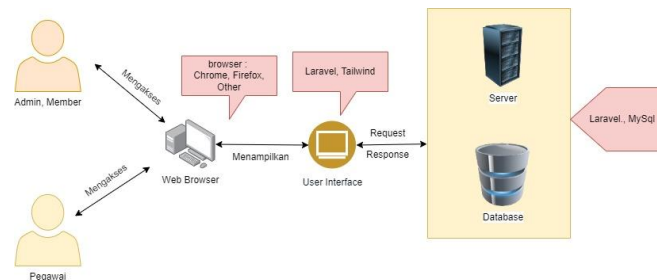 Admin, Member
Mengakses
Mengakses
Pegawai
browser :
Chrome, Firefox,
Other
Web Browser
Menampilkan
Laravel, Tailwind
User Interface
Request
Response
Server
Database
Laravel., MySql